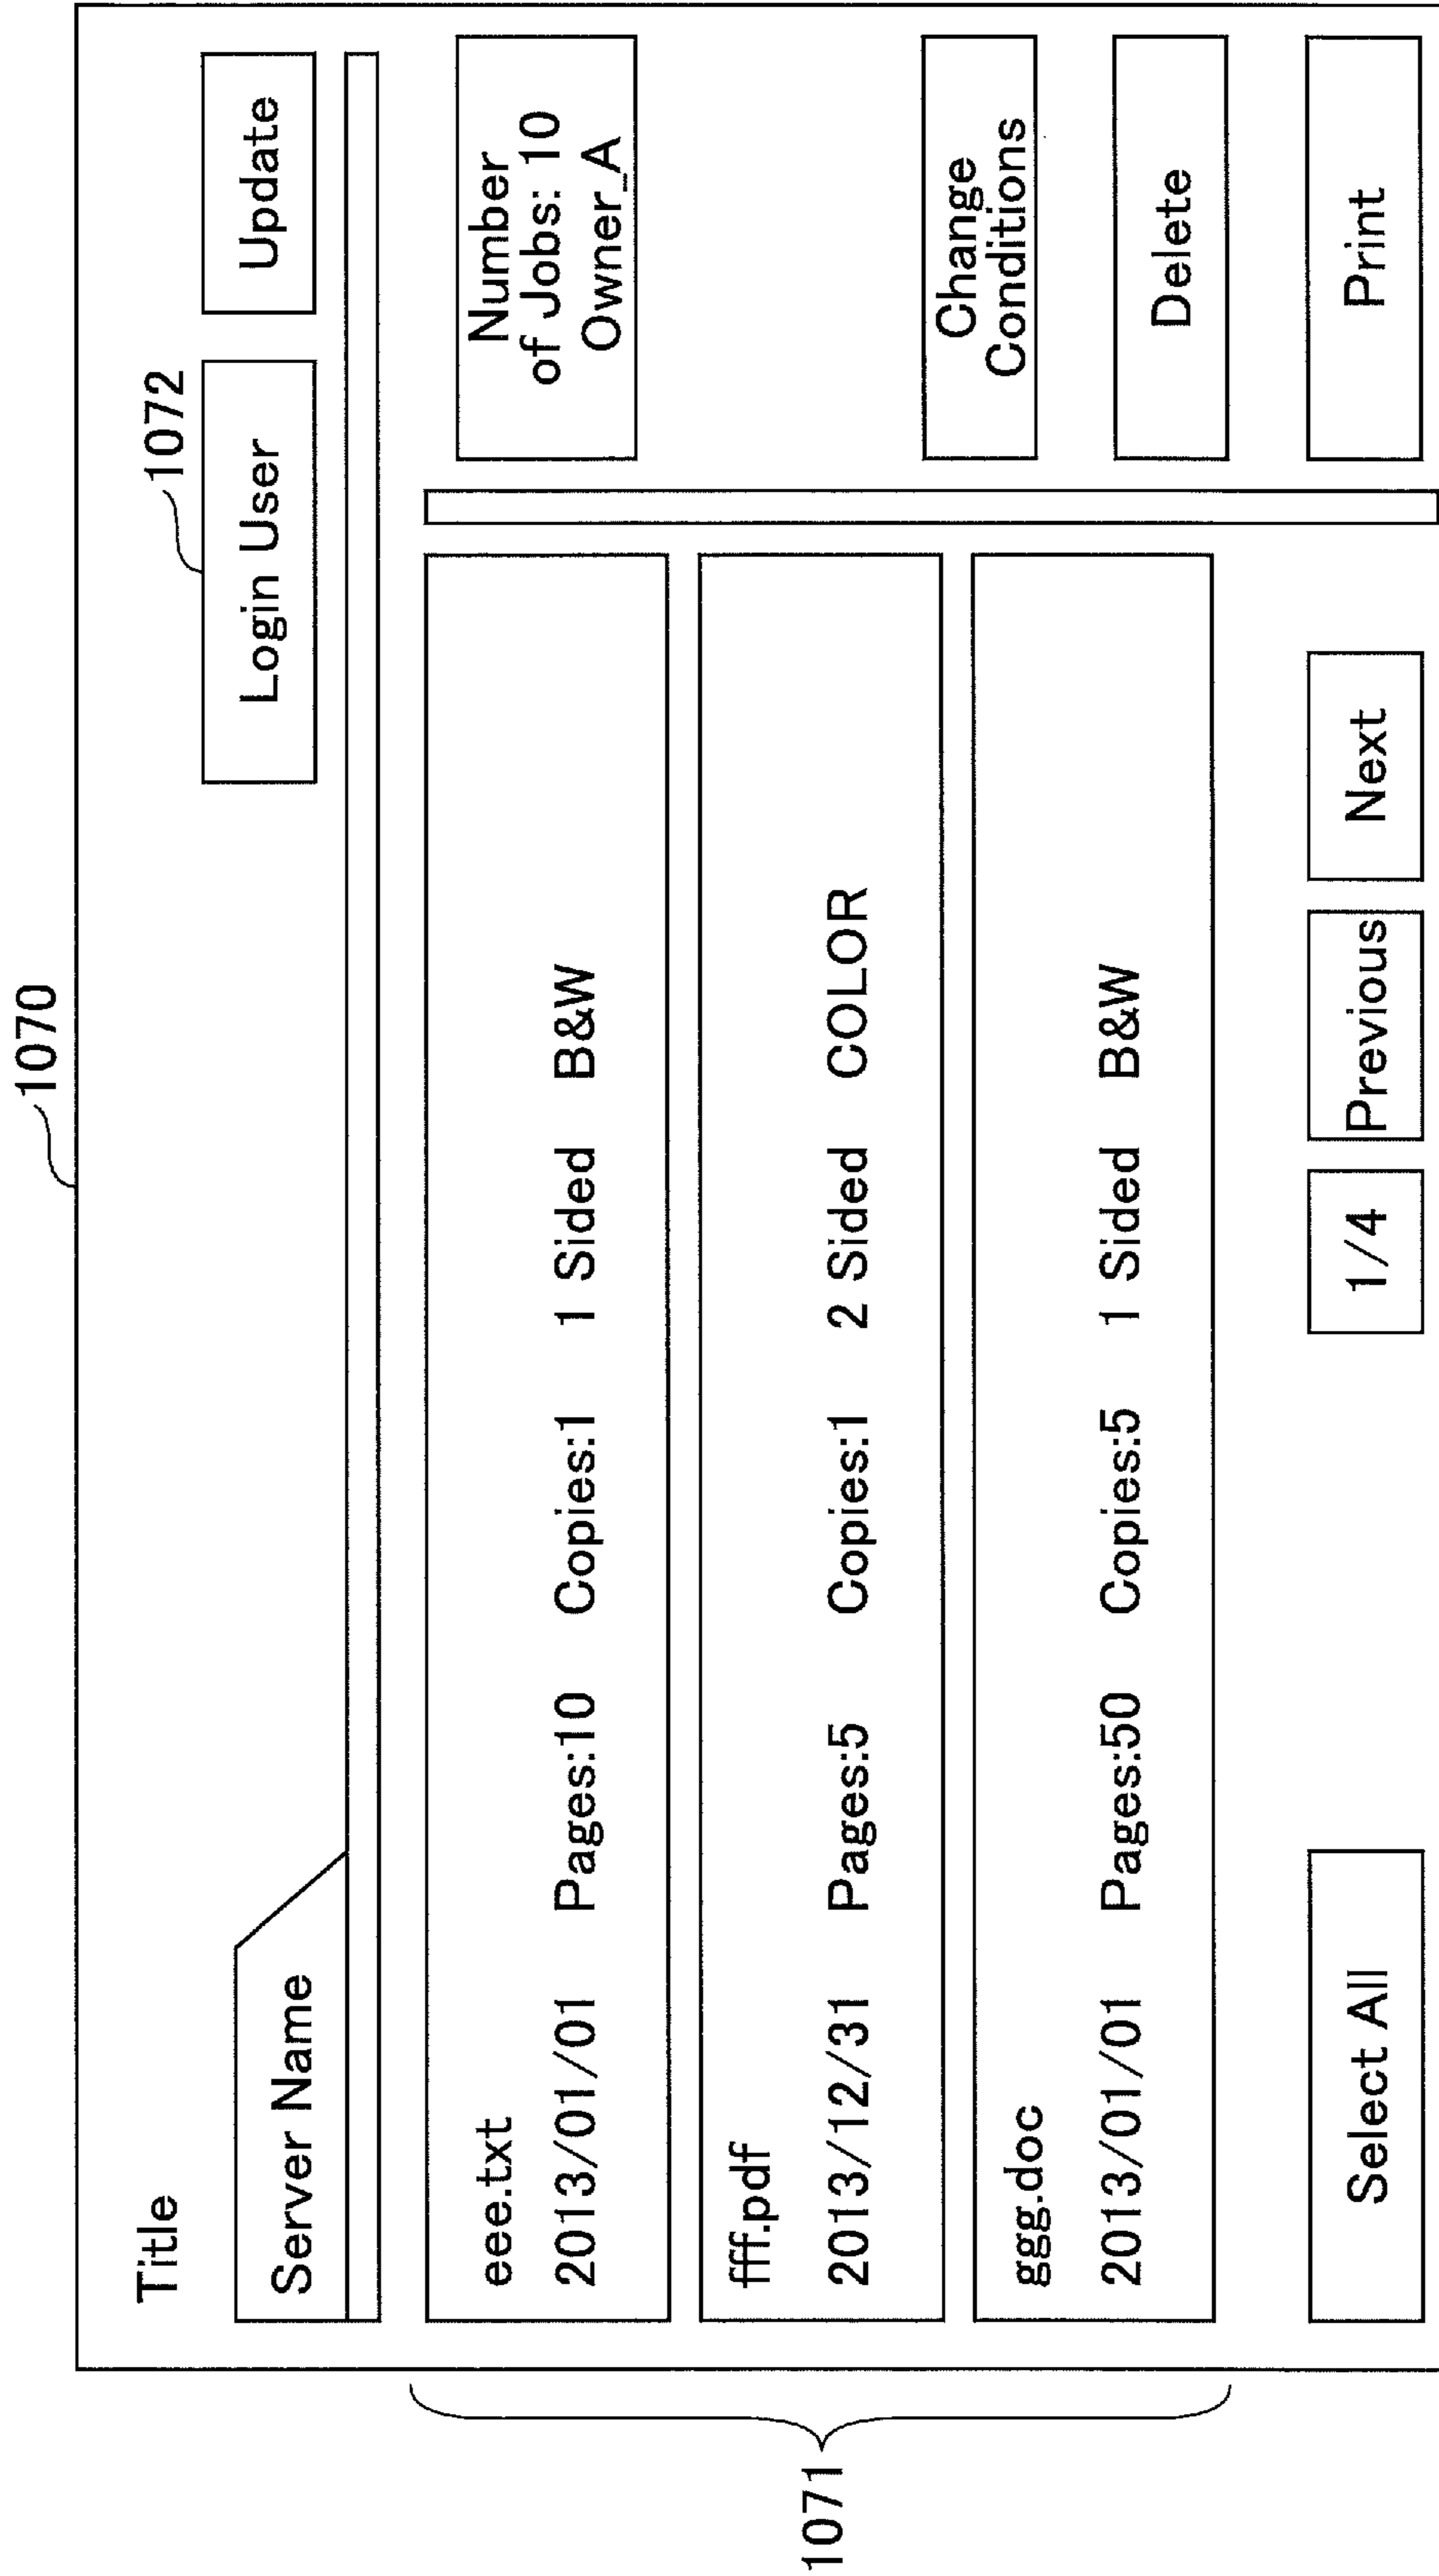 1070
Title
1072
Server Name
Login User
Update
1071
eee.txt
2013/01/01 Pages:10 Copies:1 1 Sided B&W
fff.pdf
2013/12/31 Pages:5 Copies:1 2 Sided COLOR
ggg.doc
2013/01/01 Pages:50 Copies:5 1 Sided B&W
Number
of Jobs: 10
Owner_A
Change
Conditions
Delete
Select All
1/4
Previous
Next
Print